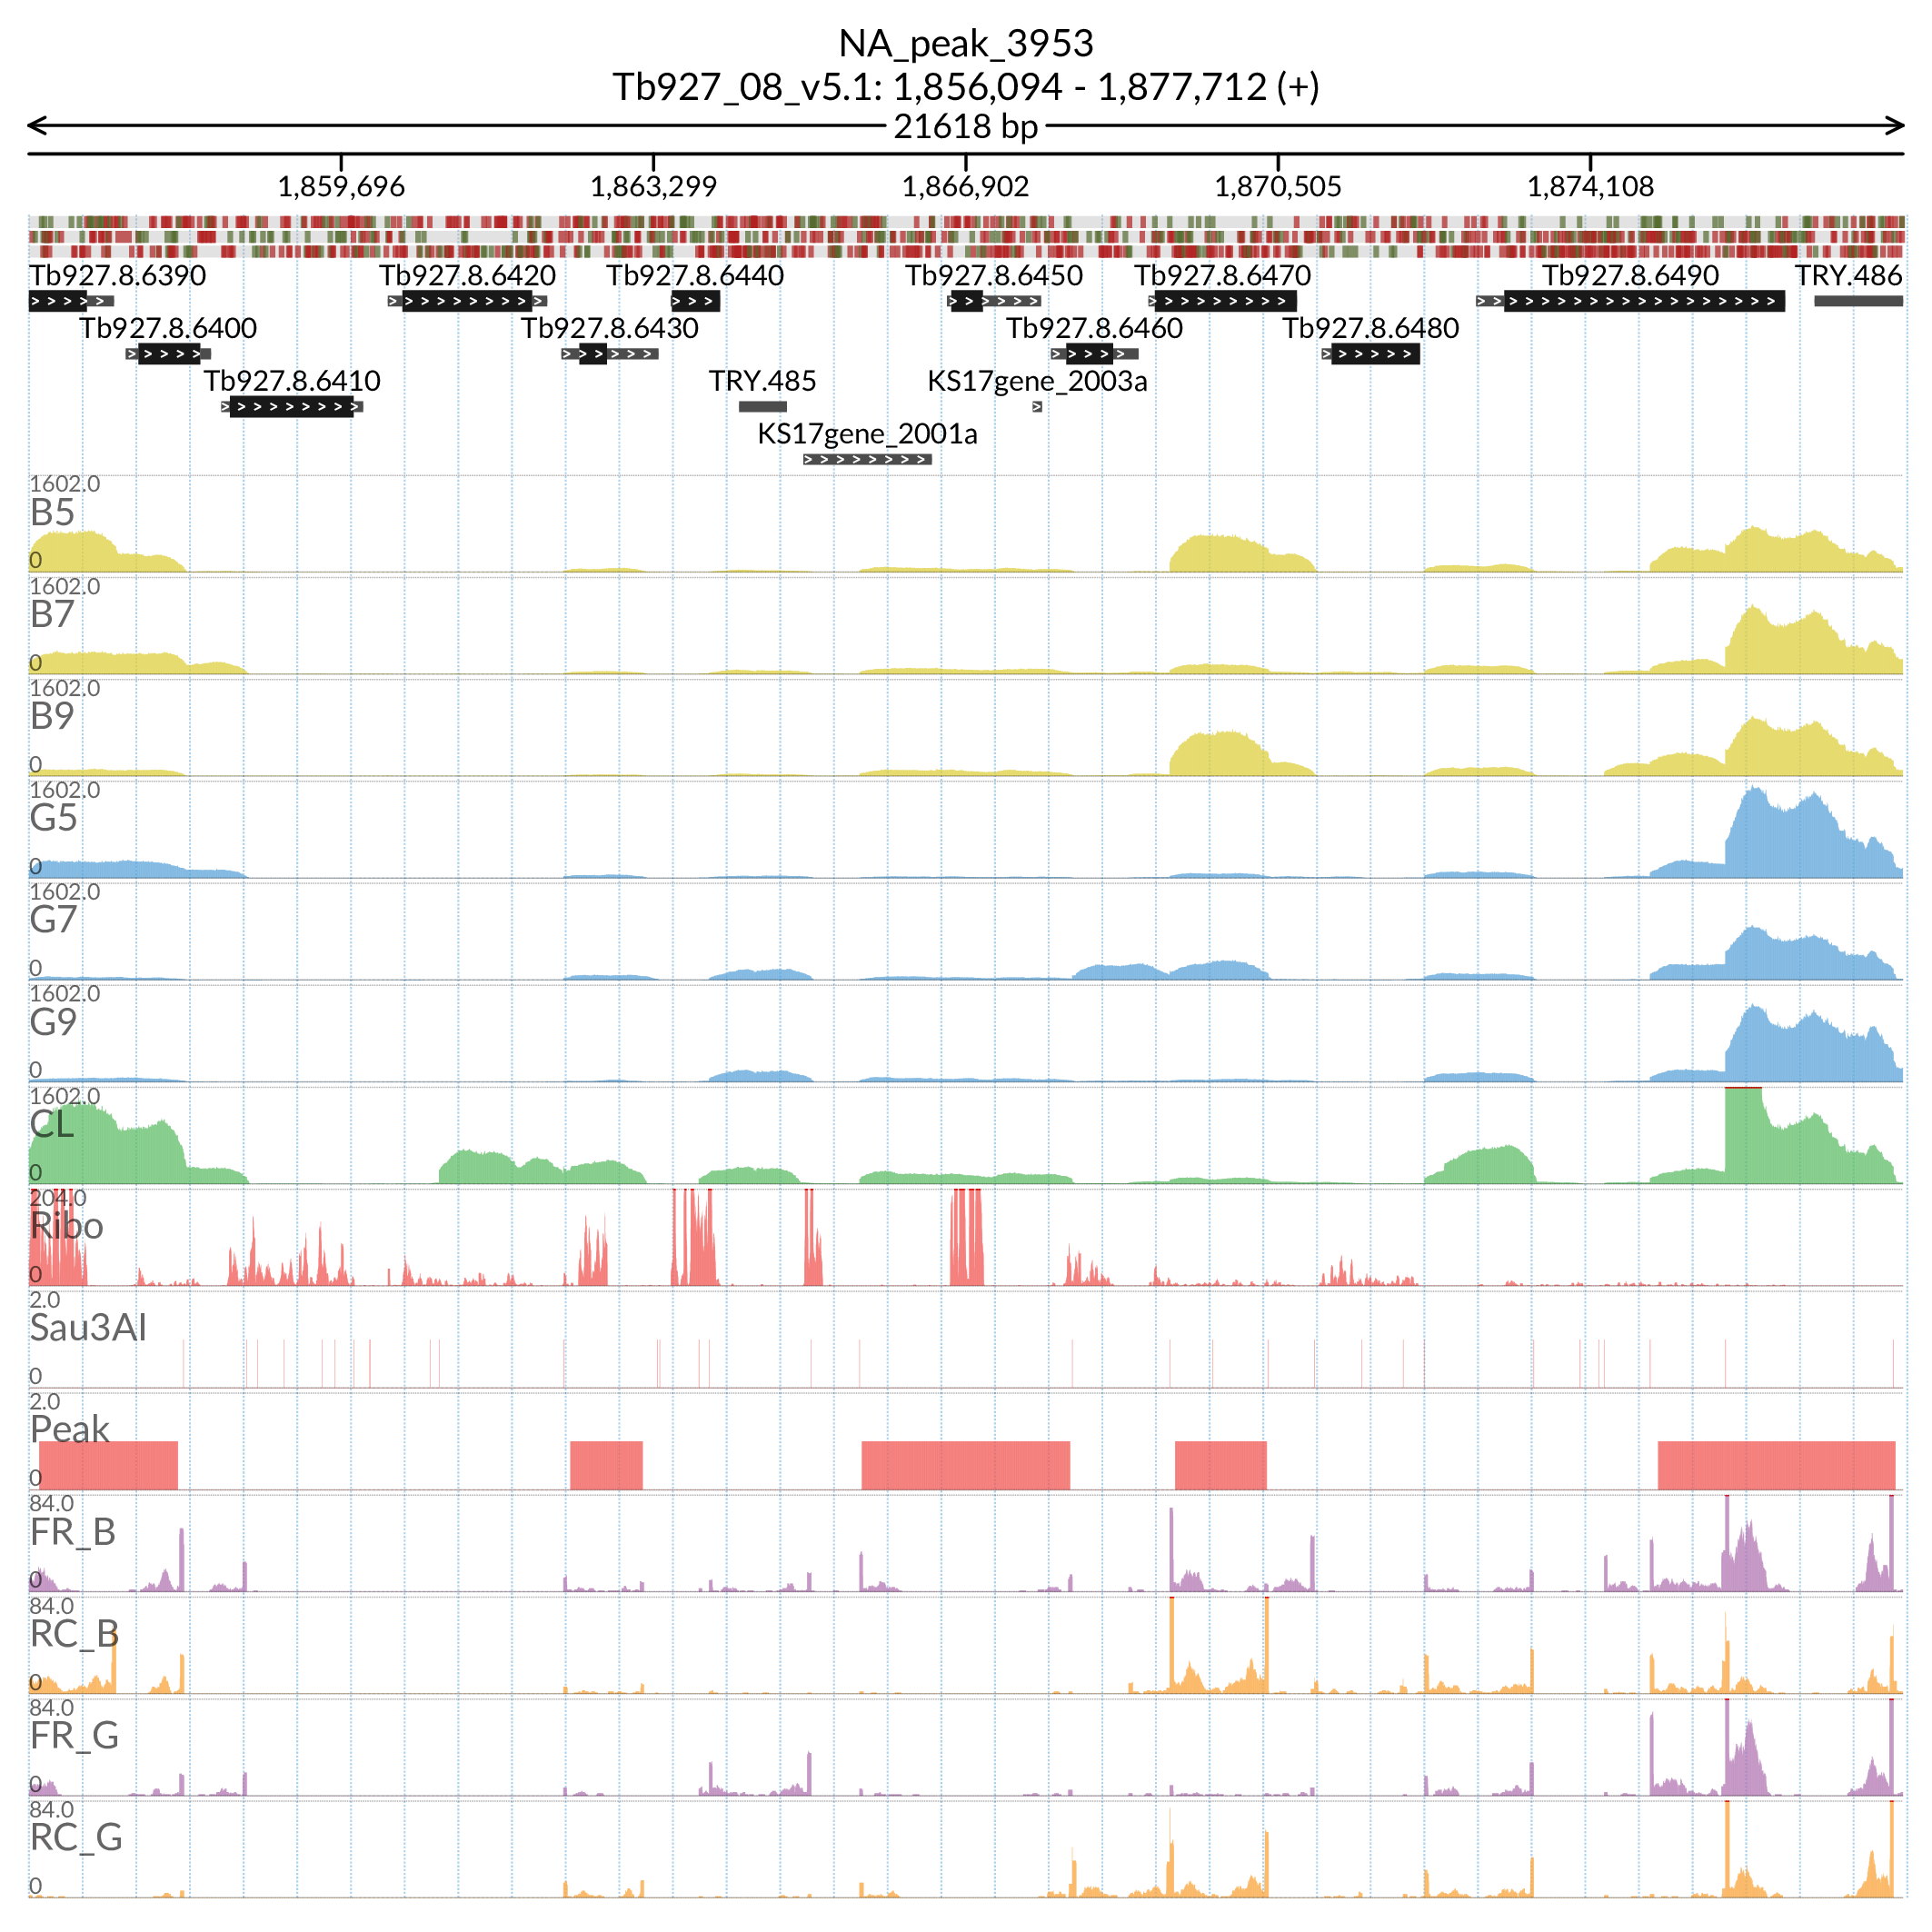 NA_peak_3953
Tb927_08_v5.1: 1,856,094 - 1,877,712 (+)
21618 bp
1,859,696 1,863,299 1,866,902 1,870,505 1,874,108
Tb927.8.6390 Tb927.8.6420 Tb927.8.6440 Tb927.8.6450 Tb927.8.6470 Tb927.8.6490 TRY.486
Tb927.8.6400 Tb927.8.6430 Tb927.8.6460 Tb927.8.6480
Tb927.8.6410 TRY.485 KS17gene_2003a
KS17gene_2001a
1602.0
B5
0
1602.0
B7
0
1602.0
B9
0
1602.0
G5
0
1602.0
G7
0
1602.0
G9
0
1602.0
CL
0
204.0
Ribo
0
2.0
Sau3AI
0
2.0
Peak
0
84.0
FR_B
0
84.0
RC_B
0
84.0
FR_G
0
84.0
RC_G
0